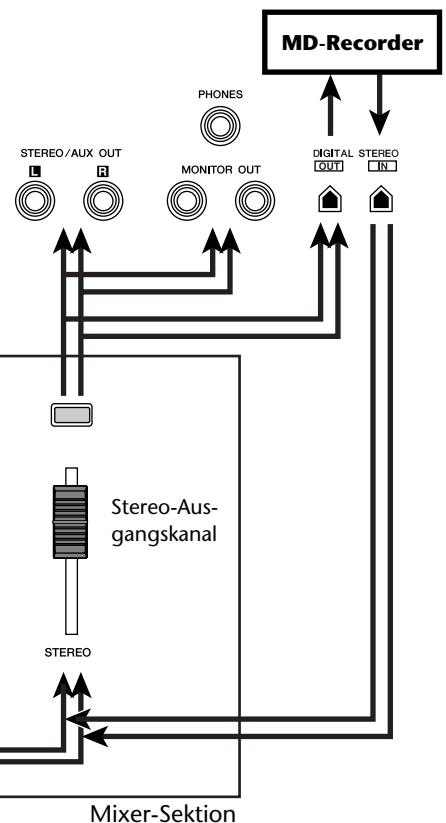 MD-Recorder
PHONES
STEREO/AUX OUT
L
R
MONITOR OUT
DIGITAL STEREO
OUT
IN
Stereo-Aus-
gangskanal
STEREO
Mixer-Sektion